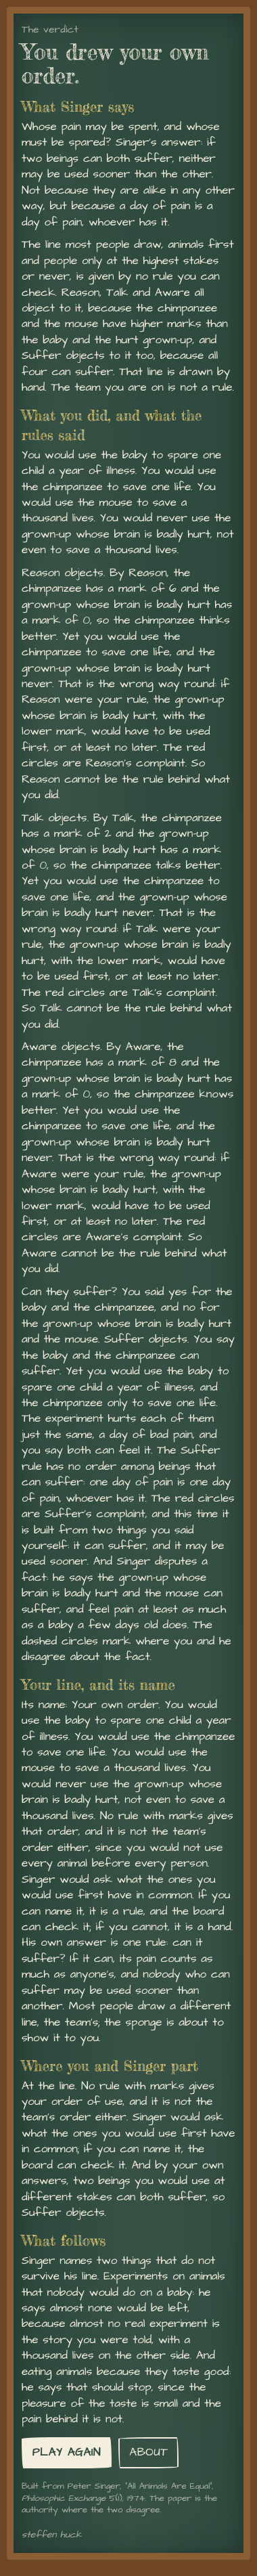 The verdict
You drew your own
order.
What Singer says
Whose pain may be spent, and whose
must be spared? Singer's answer: if
two beings can both suffer, neither
may be used sooner than the other.
Not because they are alike in any other
way, but because a day of pain is a
day of pain, whoever has it.
The line most people draw, animals first
and people only at the highest stakes
or never, is given by no rule you can
check. Reason, Talk and Aware all
object to it, because the chimpanzee
and the mouse have higher marks than
the baby and the hurt grown-up, and
Suffer objects to it too, because all
four can suffer. That line is drawn by
hand. The team you are on is not a rule.
What you did, and what the
rules said
You would use the baby to spare one
child a year of illness. You would use
the chimpanzee to save one life. You
would use the mouse to save a
thousand lives. You would never use the
grown-up whose brain is badly hurt, not
even to save a thousand lives.
Reason objects. By Reason, the
chimpanzee has a mark of 6 and the
grown-up whose brain is badly hurt has
a mark of 0, so the chimpanzee thinks
better. Yet you would use the
chimpanzee to save one life, and the
grown-up whose brain is badly hurt
never. That is the wrong way round: if
Reason were your rule, the grown-up
whose brain is badly hurt, with the
lower mark, would have to be used
first, or at least no later. The red
circles are Reason's complaint. So
Reason cannot be the rule behind what
you did.
Talk objects. By Talk, the chimpanzee
has a mark of 2 and the grown-up
whose brain is badly hurt has a mark
of 0, so the chimpanzee talks better.
Yet you would use the chimpanzee to
save one life, and the grown-up whose
brain is badly hurt never. That is the
wrong way round: if Talk were your
rule, the grown-up whose brain is badly
hurt, with the lower mark, would have
to be used first, or at least no later.
The red circles are Talk's complaint.
So Talk cannot be the rule behind what
you did.
Aware objects. By Aware, the
chimpanzee has a mark of 8 and the
grown-up whose brain is badly hurt has
a mark of 0, so the chimpanzee knows
better. Yet you would use the
chimpanzee to save one life, and the
grown-up whose brain is badly hurt
never. That is the wrong way round: if
Aware were your rule, the grown-up
whose brain is badly hurt, with the
lower mark, would have to be used
first, or at least no later. The red
circles are Aware's complaint. So
Aware cannot be the rule behind what
you did.
Can they suffer? You said yes for the
baby and the chimpanzee, and no for
the grown-up whose brain is badly hurt
and the mouse. Suffer objects. You say
the baby and the chimpanzee can
suffer. Yet you would use the baby to
spare one child a year of illness, and
the chimpanzee only to save one life.
The experiment hurts each of them
just the same, a day of bad pain, and
you say both can feel it. The Suffer
rule has no order among beings that
can suffer: one day of pain is one day
of pain, whoever has it. The red circles
are Suffer's complaint, and this time it
is built from two things you said
yourself: it can suffer, and it may be
used sooner. And Singer disputes a
fact: he says the grown-up whose
brain is badly hurt and the mouse can
suffer, and feel pain at least as much
as a baby a few days old does. The
dashed circles mark where you and he
disagree about the fact.
Your line, and its name
Its name: Your own order. You would
use the baby to spare one child a year
of illness. You would use the chimpanzee
to save one life. You would use the
mouse to save a thousand lives. You
would never use the grown-up whose
brain is badly hurt, not even to save a
thousand lives. No rule with marks gives
that order, and it is not the team's
order either, since you would not use
every animal before every person.
Singer would ask what the ones you
would use first have in common. If you
can name it, it is a rule, and the board
can check it; if you cannot, it is a hand.
His own answer is one rule: can it
suffer? If it can, its pain counts as
much as anyone's, and nobody who can
suffer may be used sooner than
another. Most people draw a different
line, the team's; the sponge is about to
show it to you.
Where you and Singer part
At the line. No rule with marks gives
your order of use, and it is not the
team's order either. Singer would ask
what the ones you would use first have
in common; if you can name it, the
board can check it. And by your own
answers, two beings you would use at
different stakes can both suffer, so
Suffer objects.
What follows
Singer names two things that do not
survive his line. Experiments on animals
that nobody would do on a baby: he
says almost none would be left,
because almost no real experiment is
the story you were told, with a
thousand lives on the other side. And
eating animals because they taste good:
he says that should stop, since the
pleasure of the taste is small and the
pain behind it is not.
PLAY AGAIN
ABOUT
Built from Peter Singer, "All Animals Are Equal",
Philosophic Exchange 5(1), 1974. The paper is the
authority where the two disagree.
steffen huck